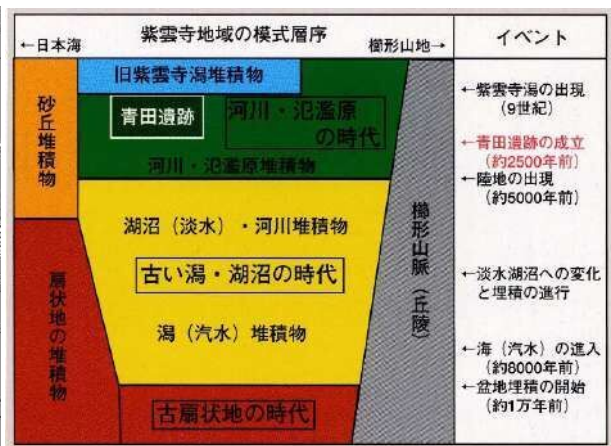 ←日本海
紫雲寺地域の模式層序
櫛形山地→
イベント
旧紫雲寺潟堆積物
砂丘堆積物
青田遺跡
河川・氾濫原
の時代
河川・氾濫原堆積物
湖沼（淡水）・河川堆積物
古い潟・湖沼の時代
潟（汽水）堆積物
扇状地の堆積物
古扇状地の時代
櫛形山脈（丘陵）
←紫雲寺潟の出現
(9世紀)
←青田遺跡の成立
(約2500年前)
←陸地の出現
(約5000年前)
←淡水湖沼への変化
と埋積の進行
←海（汽水）の進入
(約8000年前)
←盆地埋積の開始
(約1万年前)